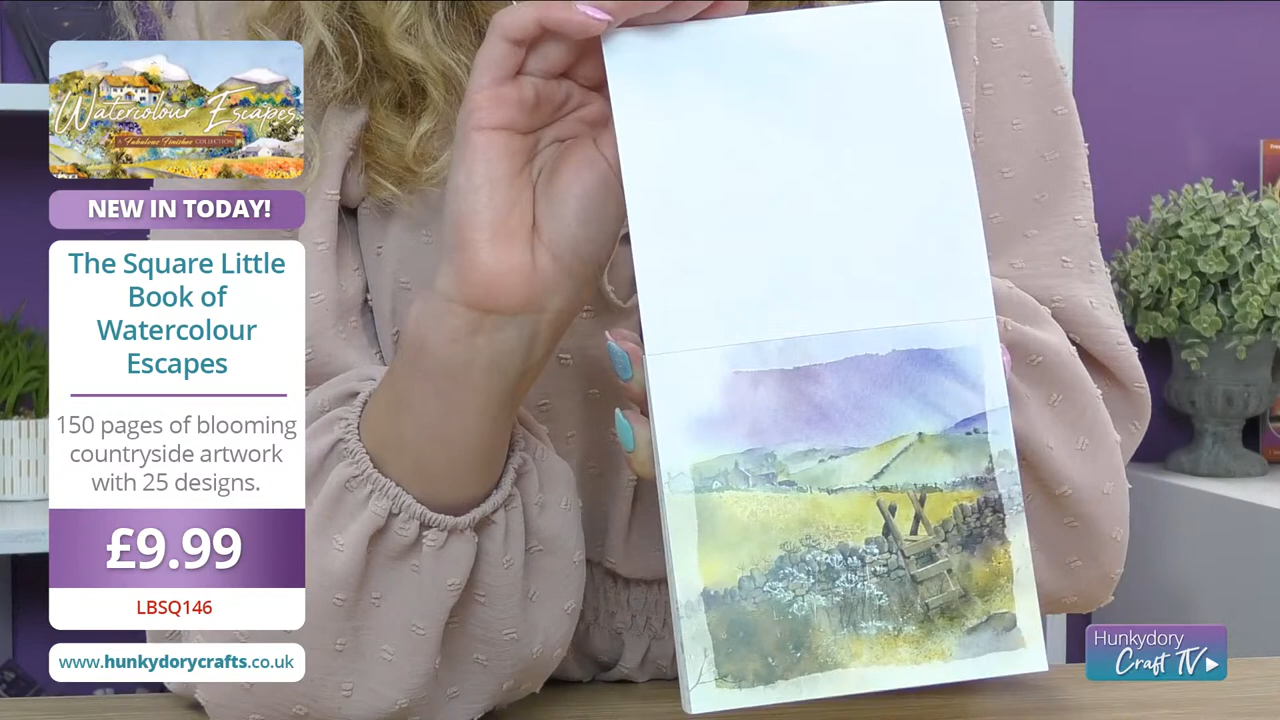 Watercolour Escapes
A Fabulous Finisher COLLECTION
NEW IN TODAY!
The Square Little
Book of
Watercolour
Escapes
150 pages of blooming
countryside artwork
with 25 designs.
£9.99
LBSQ146
www.hunkydorycrafts.co.uk
Hunkydory
Craft TV